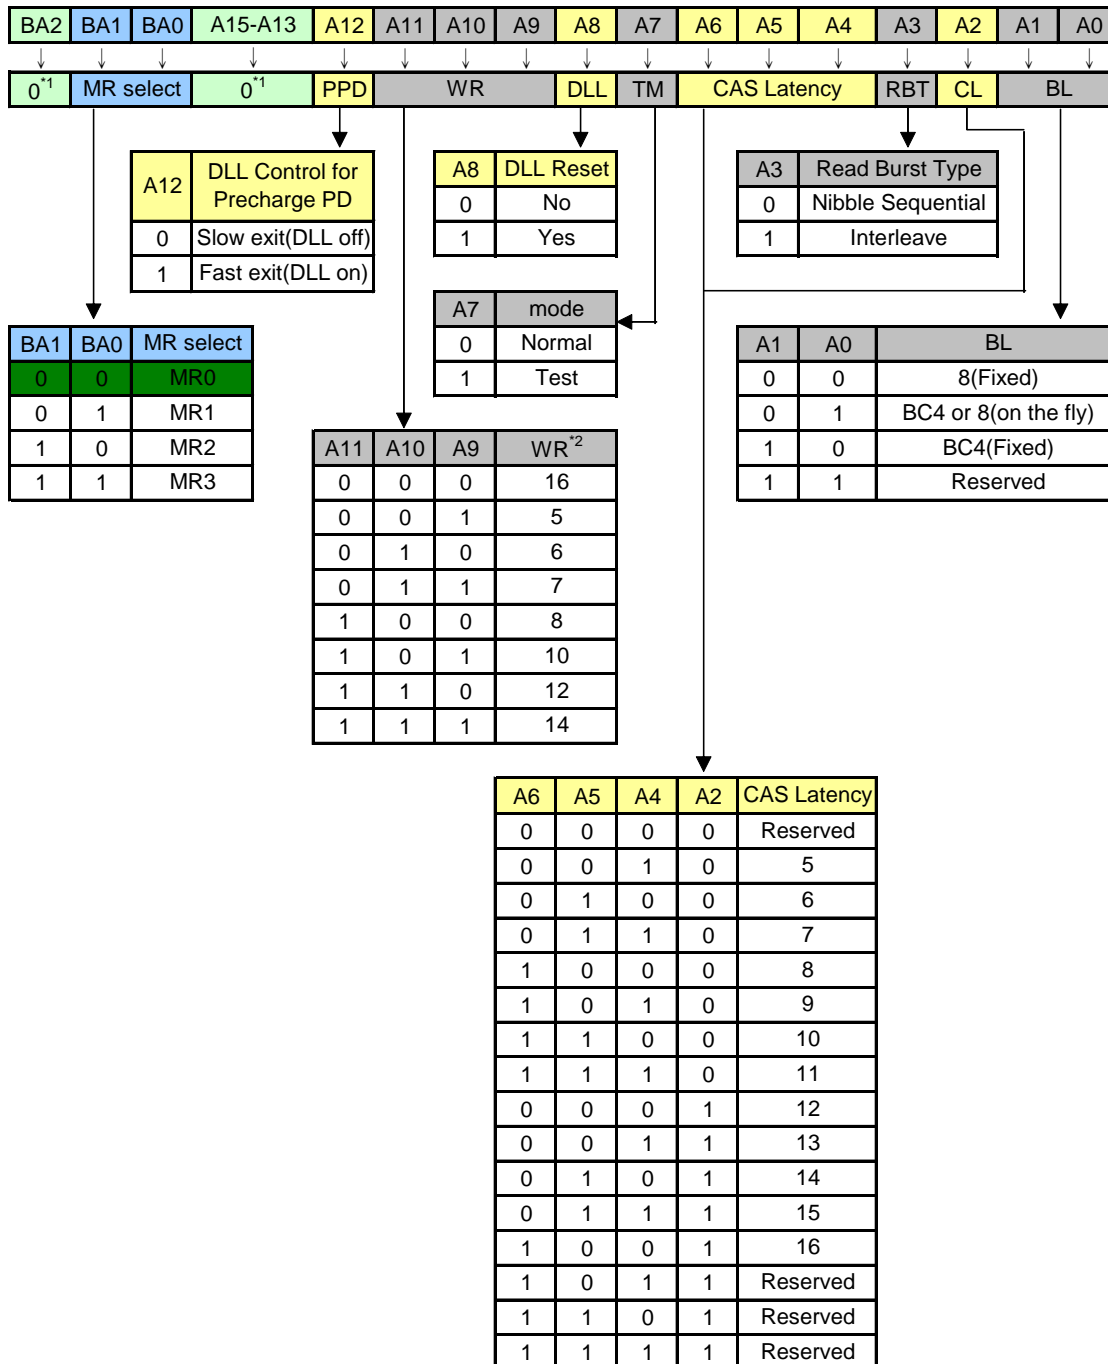 BA2 BA1 BA0 A15-A13 A12 A11 A10 A9 A8 A7 A6 A5 A4 A3 A2 A1 A0
0*1 MR select 0*1 PPD WR DLL TM CAS Latency RBT CL BL
A12 DLL Control for Precharge PD
0 Slow exit(DLL off)
1 Fast exit(DLL on)
A8 DLL Reset
0 No
1 Yes
A3 Read Burst Type
0 Nibble Sequential
1 Interleave
A7 mode
0 Normal
1 Test
BA1 BA0 MR select
0 0 MR0
0 1 MR1
1 0 MR2
1 1 MR3
A1 A0 BL
0 0 8(Fixed)
0 1 BC4 or 8(on the fly)
1 0 BC4(Fixed)
1 1 Reserved
A11 A10 A9 WR*2
0 0 0 16
0 0 1 5
0 1 0 6
0 1 1 7
1 0 0 8
1 0 1 10
1 1 0 12
1 1 1 14
A6 A5 A4 A2 CAS Latency
0 0 0 0 Reserved
0 0 1 0 5
0 1 0 0 6
0 1 1 0 7
1 0 0 0 8
1 0 1 0 9
1 1 0 0 10
1 1 1 0 11
0 0 0 1 12
0 0 1 1 13
0 1 0 1 14
0 1 1 1 15
1 0 0 1 16
1 0 1 1 Reserved
1 1 0 1 Reserved
1 1 1 1 Reserved